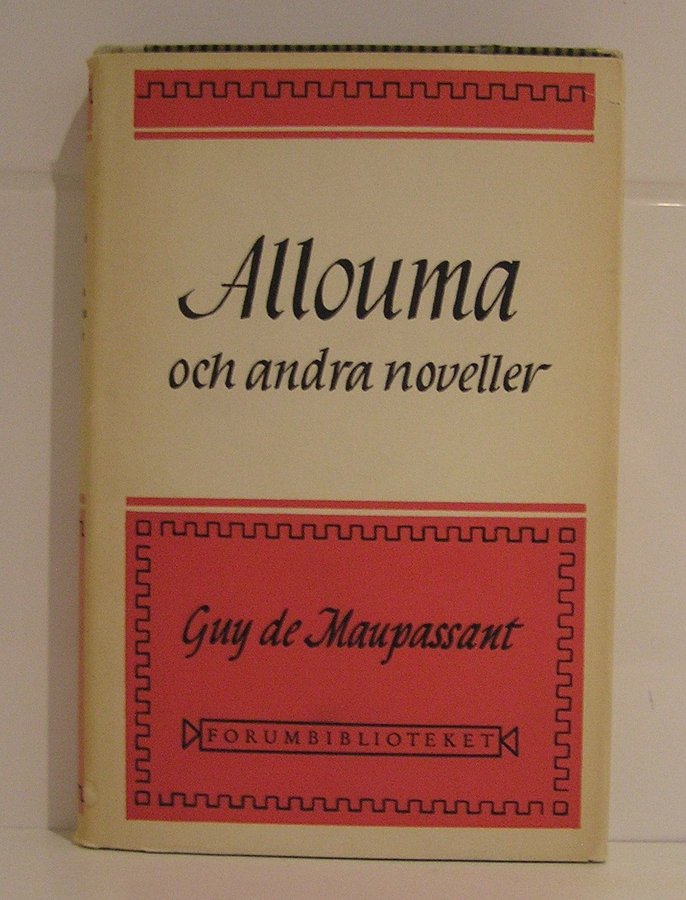 Allouma
och andra noveller
Guy de Maupassant
FORUMBIBLIOTEKET